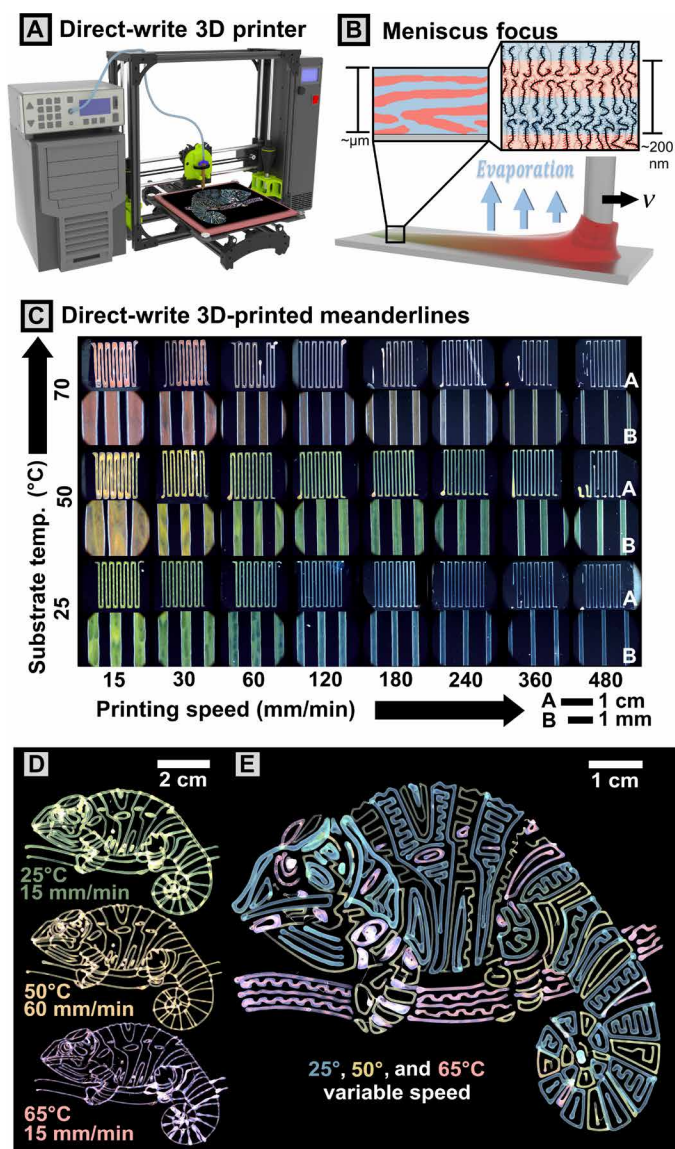 A Direct-write 3D printer
B Meniscus focus
~μm
~200
nm
Evaporation
v
C Direct-write 3D-printed meanderlines
Substrate temp. (°C)
70
50
25
A
B
A
B
A
B
15 30 60 120 180 240 360 480
Printing speed (mm/min)
A 1 cm
B 1 mm
D
2 cm
25°C
15 mm/min
50°C
60 mm/min
65°C
15 mm/min
E
1 cm
25°, 50°, and 65°C
variable speed